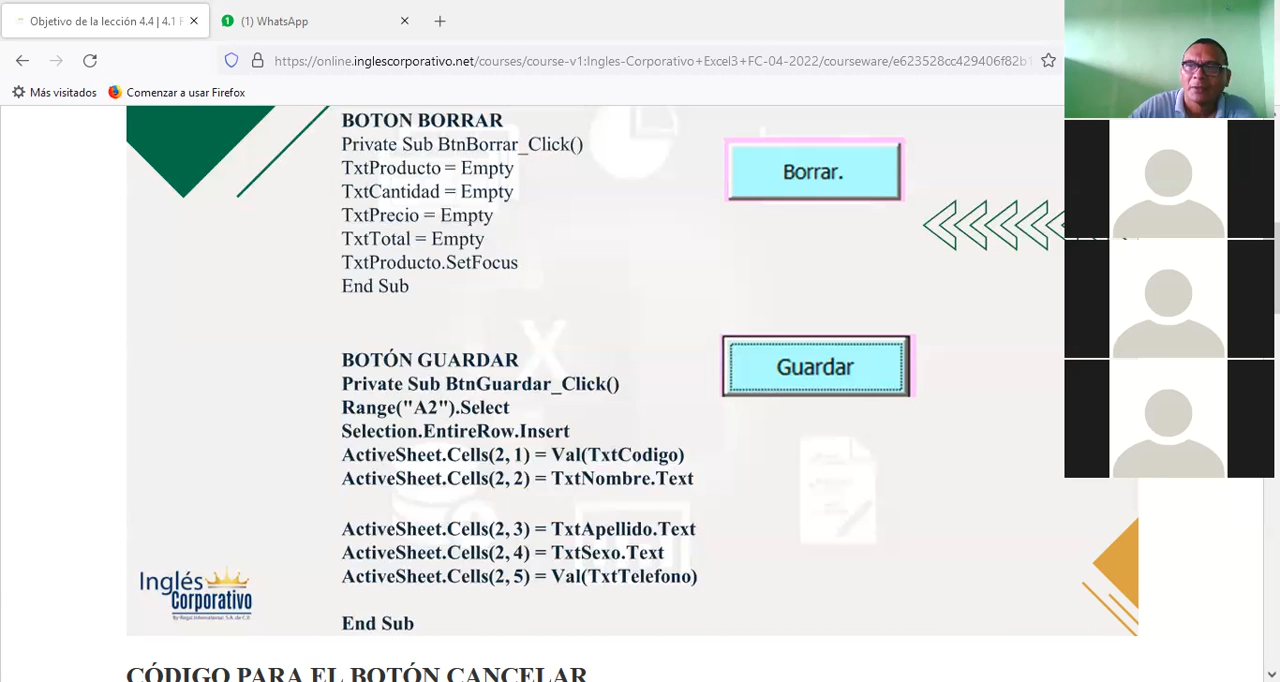 Objetivo de la lección 4.4 | 4.1 F
(1) WhatsApp
https://online.inglescorporativo.net/courses/course-v1:Ingles-Corporativo+Excel3+FC-04-2022/courseware/e623528cc429406f82b1
Más visitados
Comenzar a usar Firefox
BOTON BORRAR
Private Sub BtnBorrar_Click()
TxtProducto = Empty
TxtCantidad = Empty
TxtPrecio = Empty
TxtTotal = Empty
TxtProducto.SetFocus
End Sub
Borrar.
BOTÓN GUARDAR
Private Sub BtnGuardar_Click()
Range("A2").Select
Selection.EntireRow.Insert
ActiveSheet.Cells(2, 1) = Val(TxtCodigo)
ActiveSheet.Cells(2, 2) = TxtNombre.Text
ActiveSheet.Cells(2, 3) = TxtApellido.Text
ActiveSheet.Cells(2, 4) = TxtSexo.Text
ActiveSheet.Cells(2, 5) = Val(TxtTelefono)
End Sub
Guardar
Inglés
Corporativo
CÓDIGO PARA EL BOTÓN CANCELAR